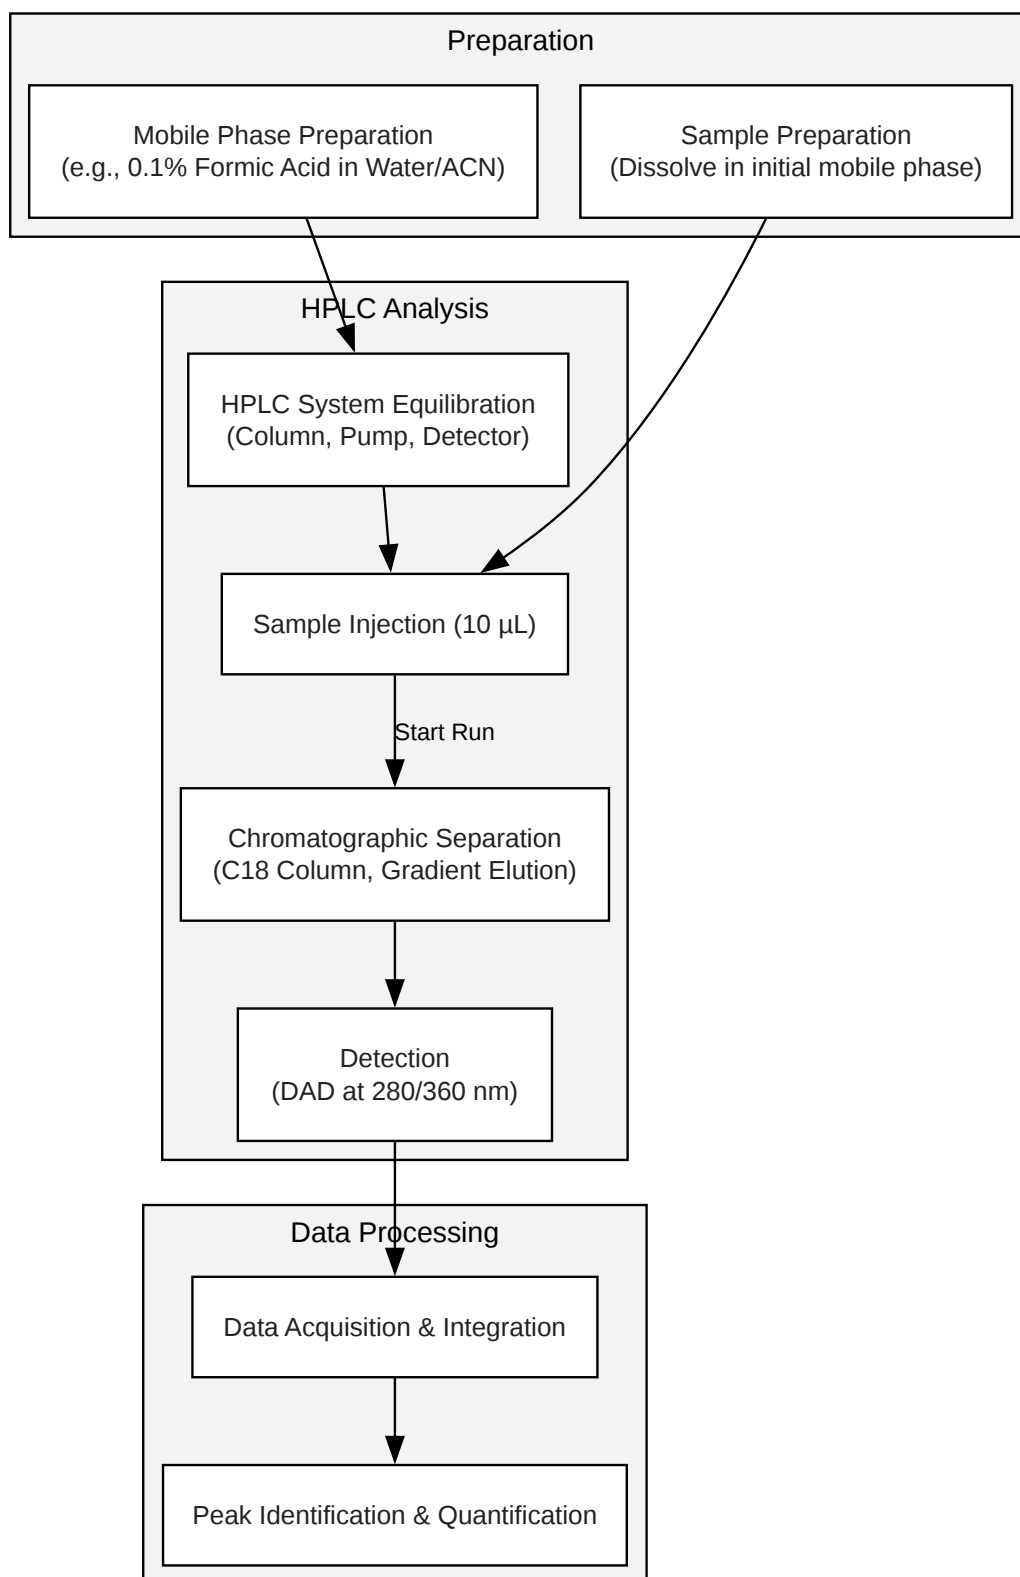 Preparation
Mobile Phase Preparation
(e.g., 0.1% Formic Acid in Water/ACN)
Sample Preparation
(Dissolve in initial mobile phase)
HPLC Analysis
HPLC System Equilibration
(Column, Pump, Detector)
Sample Injection (10 µL)
Start Run
Chromatographic Separation
(C18 Column, Gradient Elution)
Detection
(DAD at 280/360 nm)
Data Processing
Data Acquisition & Integration
Peak Identification & Quantification